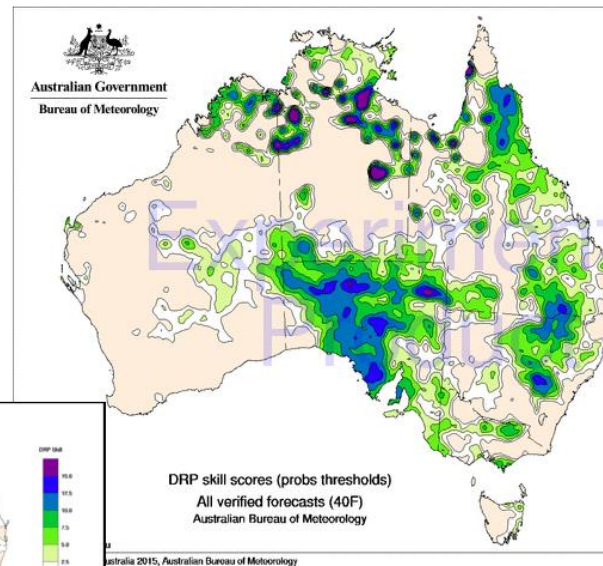 Australian Government
Bureau of Meteorology
Experiment
DRP Skill
15.0
12.5
10.0
7.5
5.0
2.5
DRP skill scores (probs thresholds)
All verified forecasts (40F)
Australian Bureau of Meteorology
ustralia 2015, Australian Bureau of Meteorology